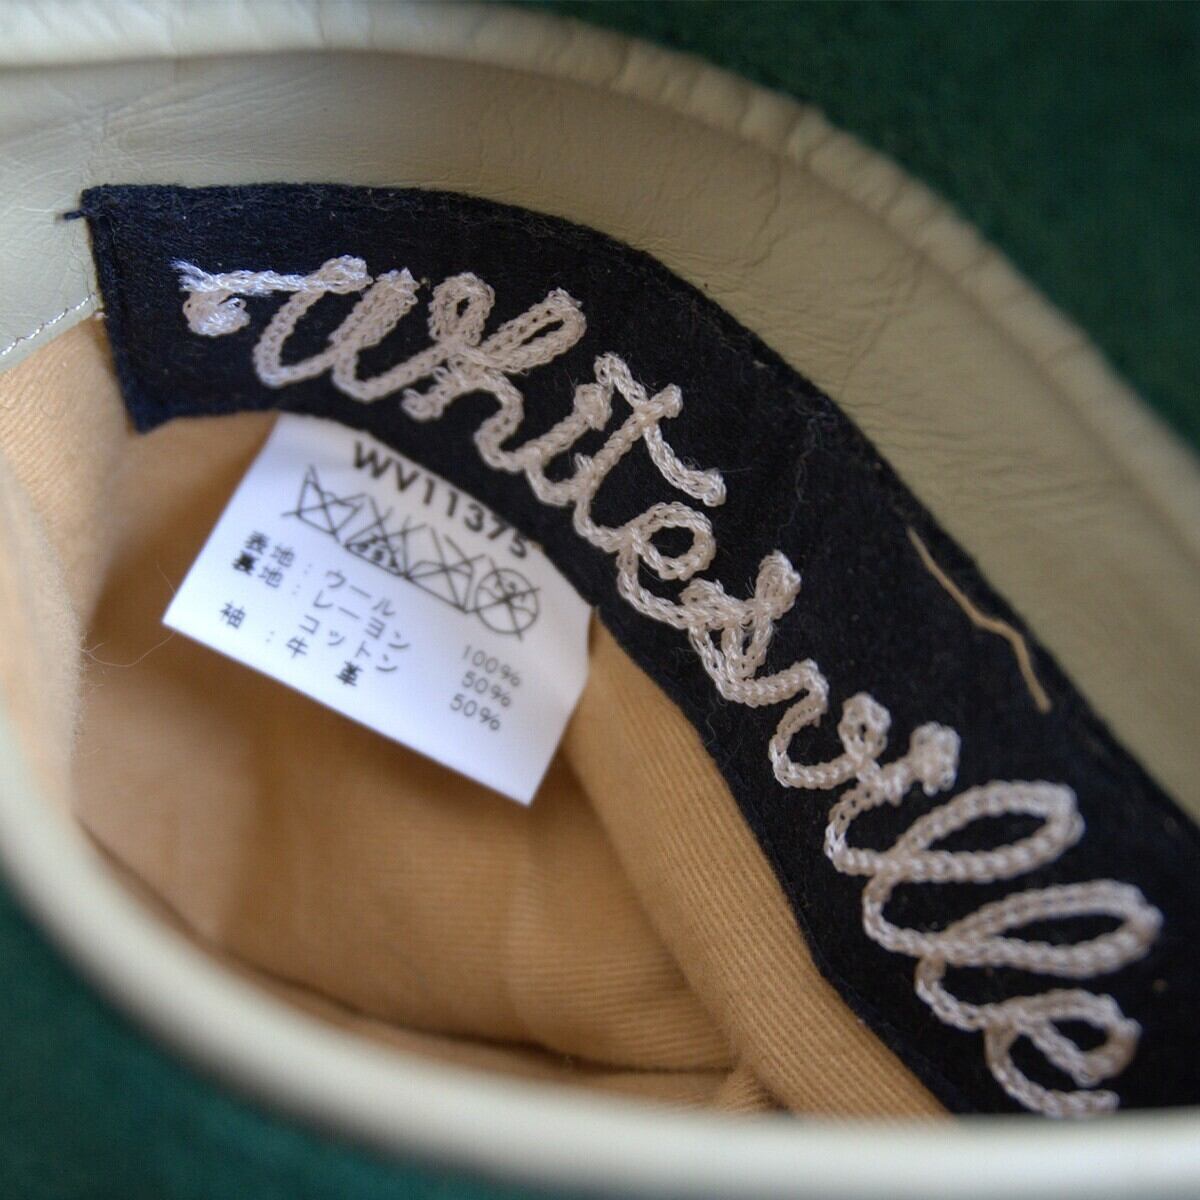 Whitesville
WV11375
表地：ウール 100%
裏地：レーヨン 50%
コットン 50%
袖：牛革